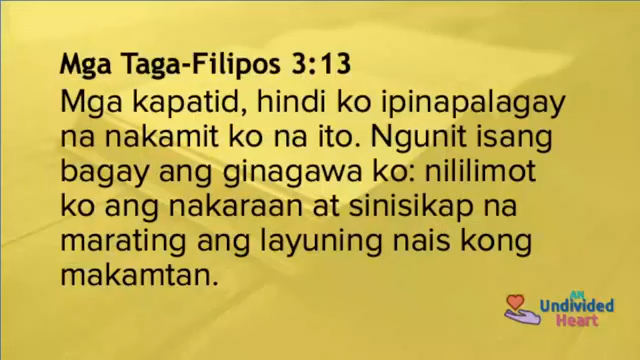 Mga Taga-Filipos 3:13
Mga kapatid, hindi ko ipinapalagay
na nakamit ko na ito. Ngunit isang
bagay ang ginagawa ko: nililimot
ko ang nakaraan at sinisikap na
marating ang layuning nais kong
makamtan.
AN
Undivided
Heart